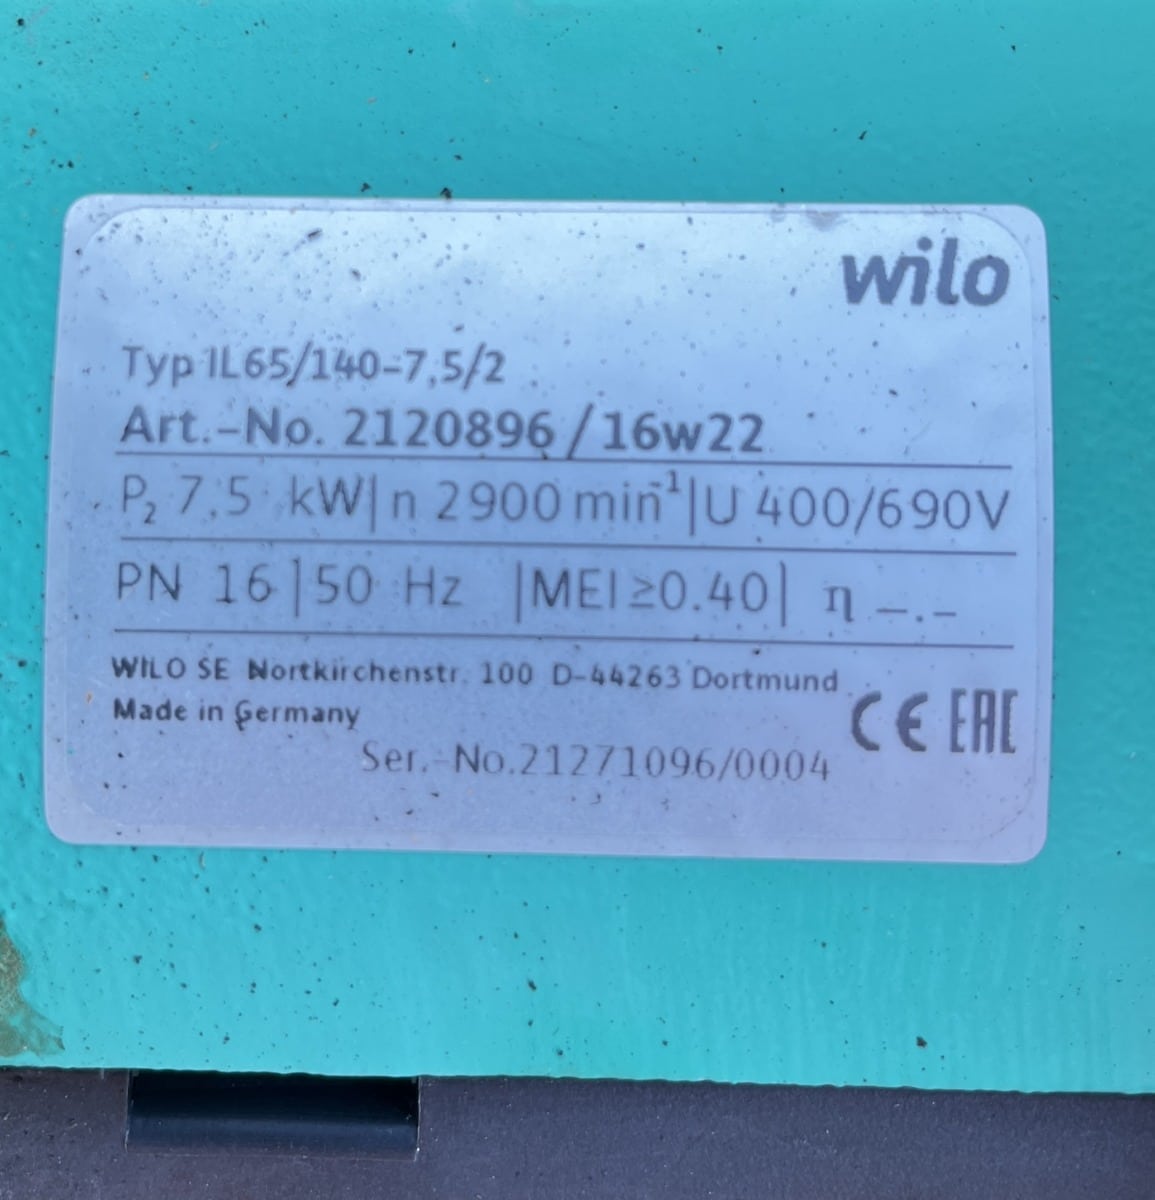 wilo
Typ IL65/140-7,5/2
Art.-No. 2120896 /16w22
P₂ 7,5 kW|n 2900 min⁻¹|U 400/690V
PN 16|50 Hz |MEI≥0.40| η –.–
WILO SE Nortkirchenstr. 100 D-44263 Dortmund
Made in Germany
CE EAC
Ser.-No.21271096/0004